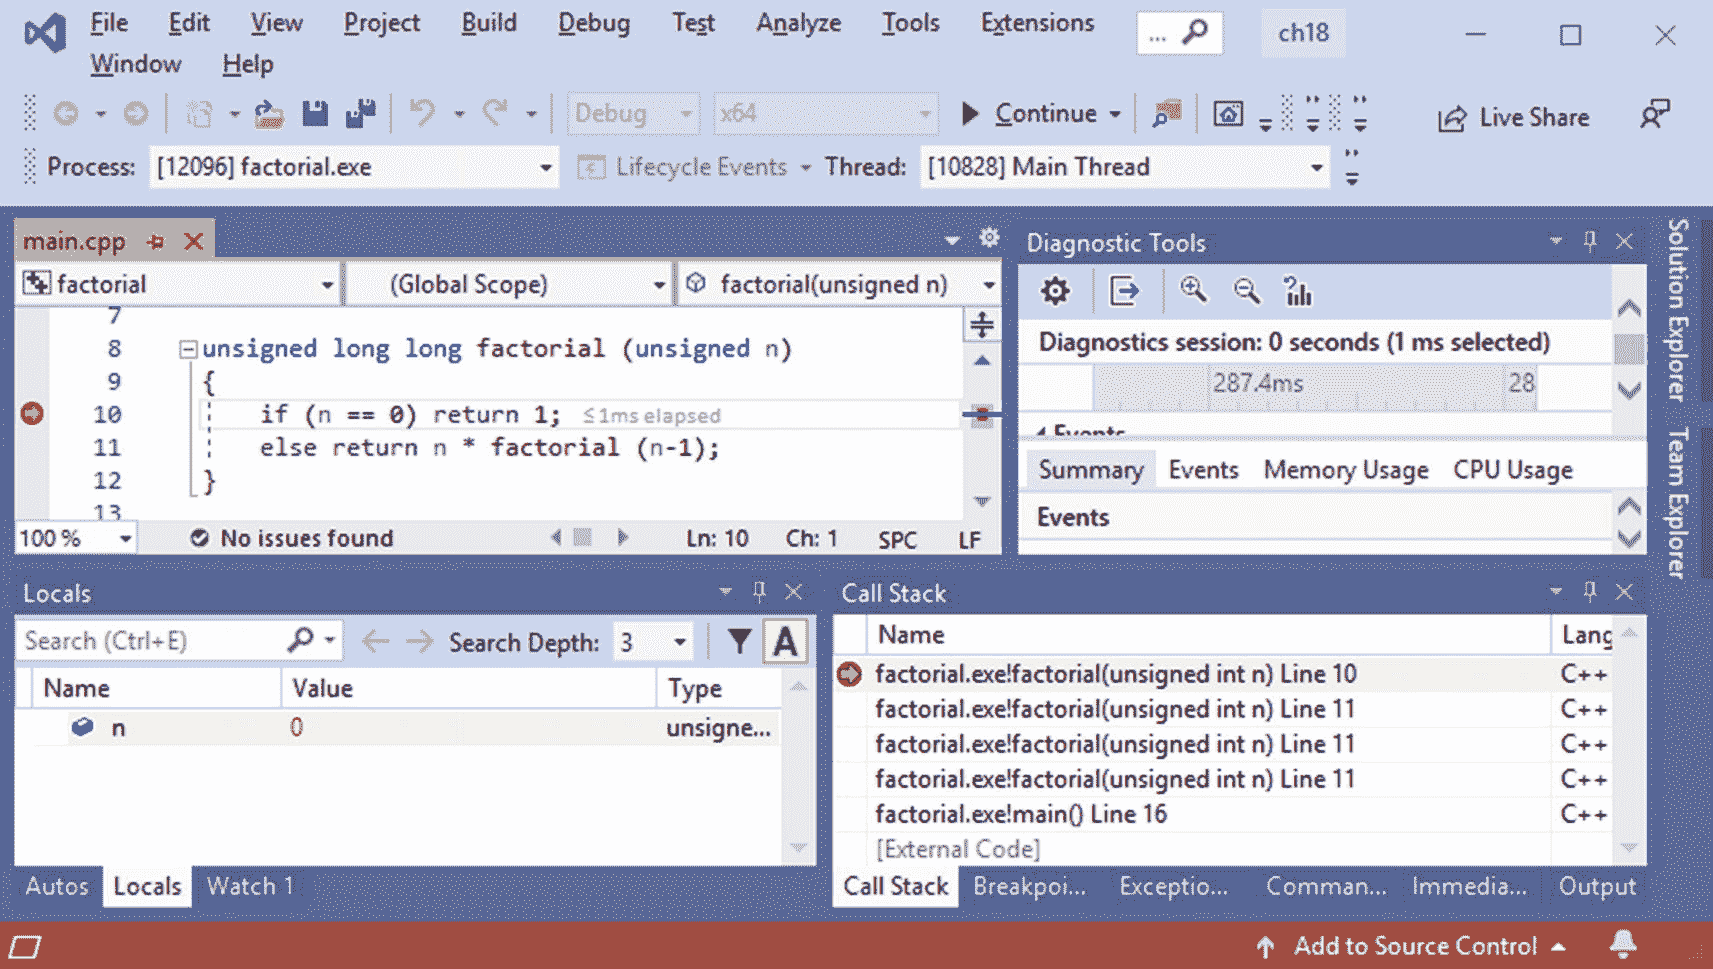 File Edit View Project Build Debug Test Analyze Tools Extensions ... ch18
Window Help
Debug x64 Continue Live Share
Process: [12096] factorial.exe Lifecycle Events Thread: [10828] Main Thread
main.cpp
factorial (Global Scope) factorial(unsigned n)
7
8 unsigned long long factorial (unsigned n)
9 {
10 if (n == 0) return 1; ≤1ms elapsed
11 else return n * factorial (n-1);
12 }
13
100 % No issues found Ln: 10 Ch: 1 SPC LF
Diagnostic Tools
Diagnostics session: 0 seconds (1 ms selected)
287.4ms 28
Events
Summary Events Memory Usage CPU Usage
Events
Solution Explorer
Team Explorer
Locals
Search (Ctrl+E) Search Depth: 3 A
Name Value Type
n 0 unsigne...
Autos Locals Watch 1
Call Stack
Name Lang
factorial.exe!factorial(unsigned int n) Line 10 C++
factorial.exe!factorial(unsigned int n) Line 11 C++
factorial.exe!factorial(unsigned int n) Line 11 C++
factorial.exe!factorial(unsigned int n) Line 11 C++
factorial.exe!main() Line 16 C++
[External Code]
Call Stack Breakpoi... Exceptio... Comman... Immedia... Output
Add to Source Control